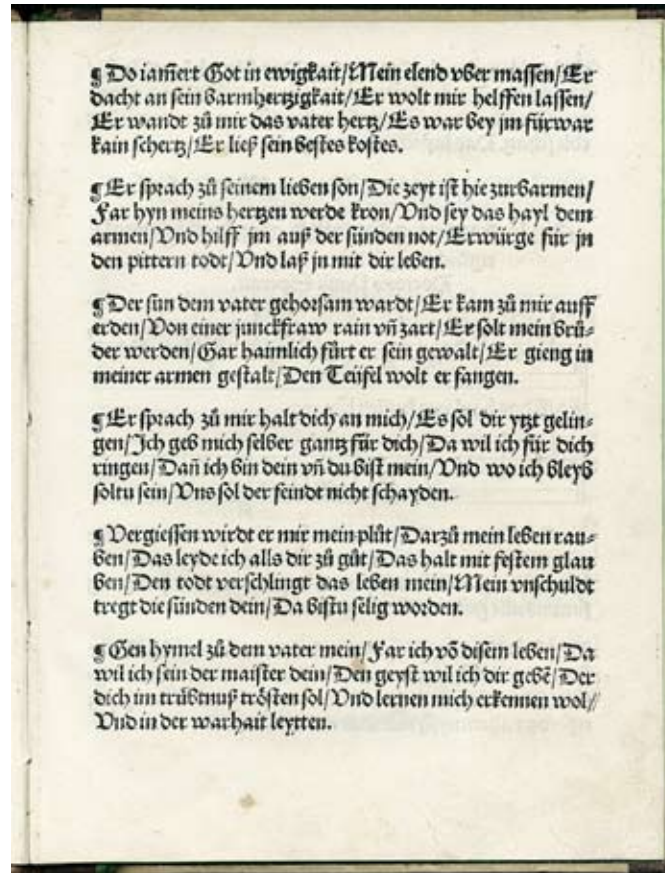 ¶ Do iam̃ert Got in ewigkait/Mein elend vber massen/Er
dacht an sein barmhertzigkait/Er wolt mir helffen lassen/
Er wandt zů mir das vater hertz/Es war bey jm fürwar
kain schertz/Er ließ sein bestes kostes.
¶ Er sprach zů seinem lieben son/Die zeyt ist hie zurbarmen/
Far hyn meins hertzen werde kron/Vnd sey das hayl dem
armen/Vnd hilff jm auß der sünden not/Erwürge für jn
den pittern todt/Vnd laß jn mit dir leben.
¶ Der sun dem vater gehorsam wardt/Er kam zů mir auff
erden/Von einer junckfraw rain vñ zart/Er solt mein brů⸗
der werden/Gar haimlich fůrt er sein gewalt/Er gieng in
meiner armen gestalt/Den Teüfel wolt er fangen.
¶ Er sprach zů mir halt dich an mich/Es sol dir ytzt gelin⸗
gen/Ich geb mich selber gantz für dich/Da wil ich für dich
ringen/Dañ ich bin dein vñ du bist mein/Vnd wo ich bleyb
soltu sein/Vns sol der feindt nicht schayden.
¶ Vergiessen wirdt er mir mein plůt/Darzů mein leben rau⸗
ben/Das leyde ich alls dir zů gůt/Das halt mit festem glau
ben/Den todt verschlingt das leben mein/Mein vnschuldt
tregt die sünden dein/Da bistu selig worden.
¶ Gen hymel zů dem vater mein/Far ich võ disem leben/Da
wil ich sein der maister dein/Den geyst wil ich dir gebẽ/Der
dich im trübtnuß trösten sol/Vnd lernen mich erkennen wol/
Vnd in der warhait leytten.